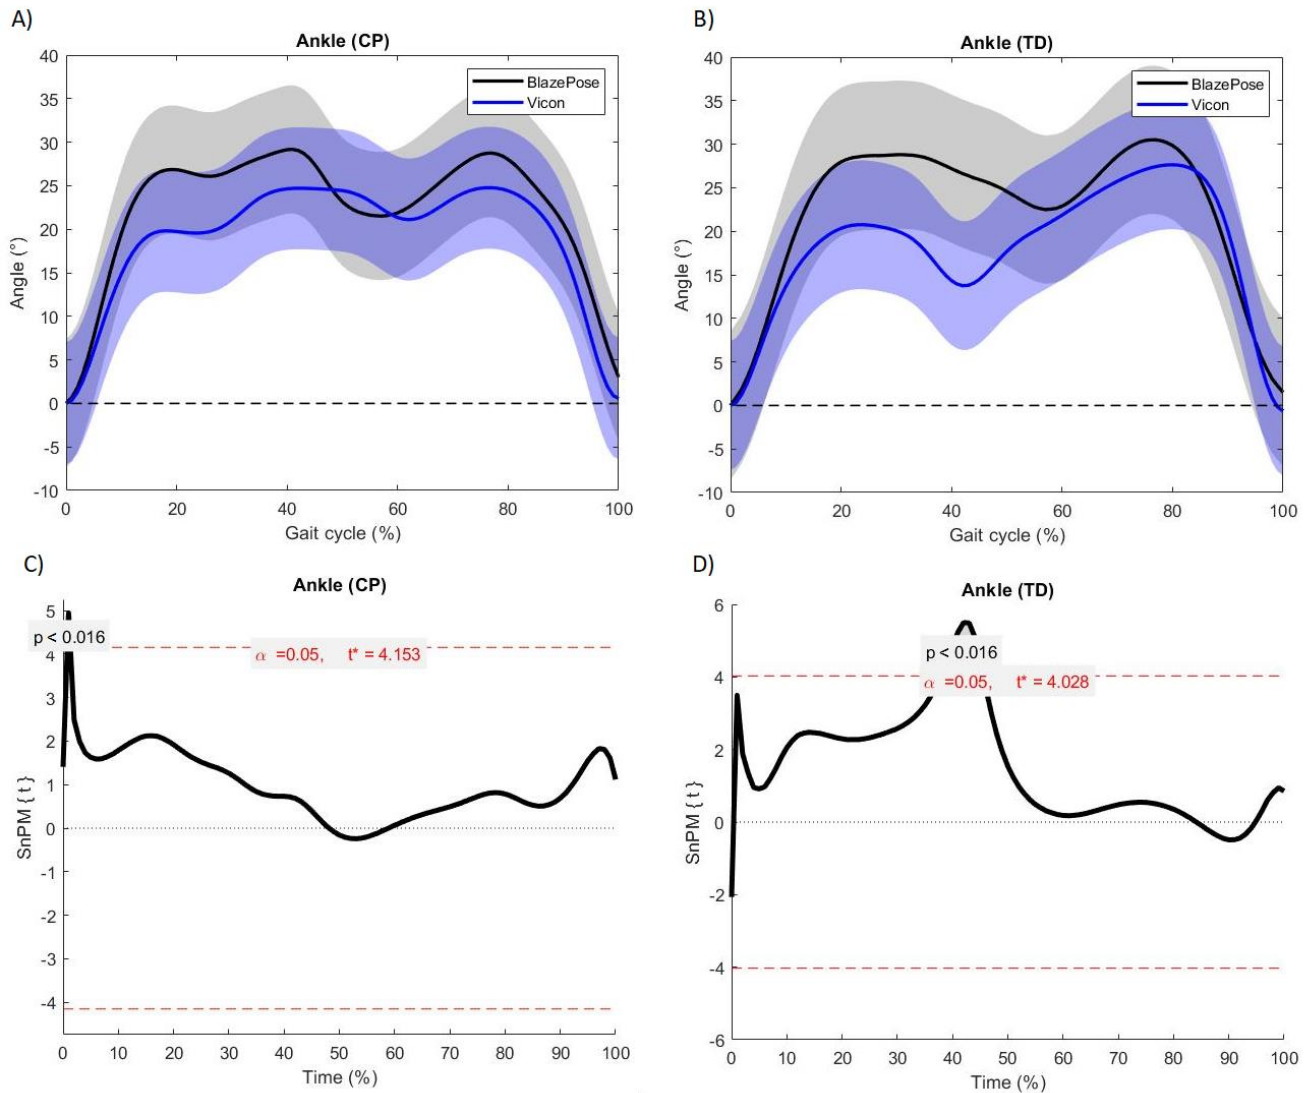 A)
Ankle (CP)
40
35
30
25
20
15
10
5
0
-5
-10
Angle (°)
BlazePose
Vicon
0 20 40 60 80 100
Gait cycle (%)
B)
Ankle (TD)
40
35
30
25
20
15
10
5
0
-5
-10
Angle (°)
BlazePose
Vicon
0 20 40 60 80 100
Gait cycle (%)
C)
Ankle (CP)
5
4
3
2
1
0
-1
-2
-3
-4
SnPM { t }
p < 0.016
α =0.05, t* = 4.153
0 10 20 30 40 50 60 70 80 90 100
Time (%)
D)
Ankle (TD)
6
4
2
0
-2
-4
-6
SnPM { t }
p < 0.016
α =0.05, t* = 4.028
0 10 20 30 40 50 60 70 80 90 100
Time (%)